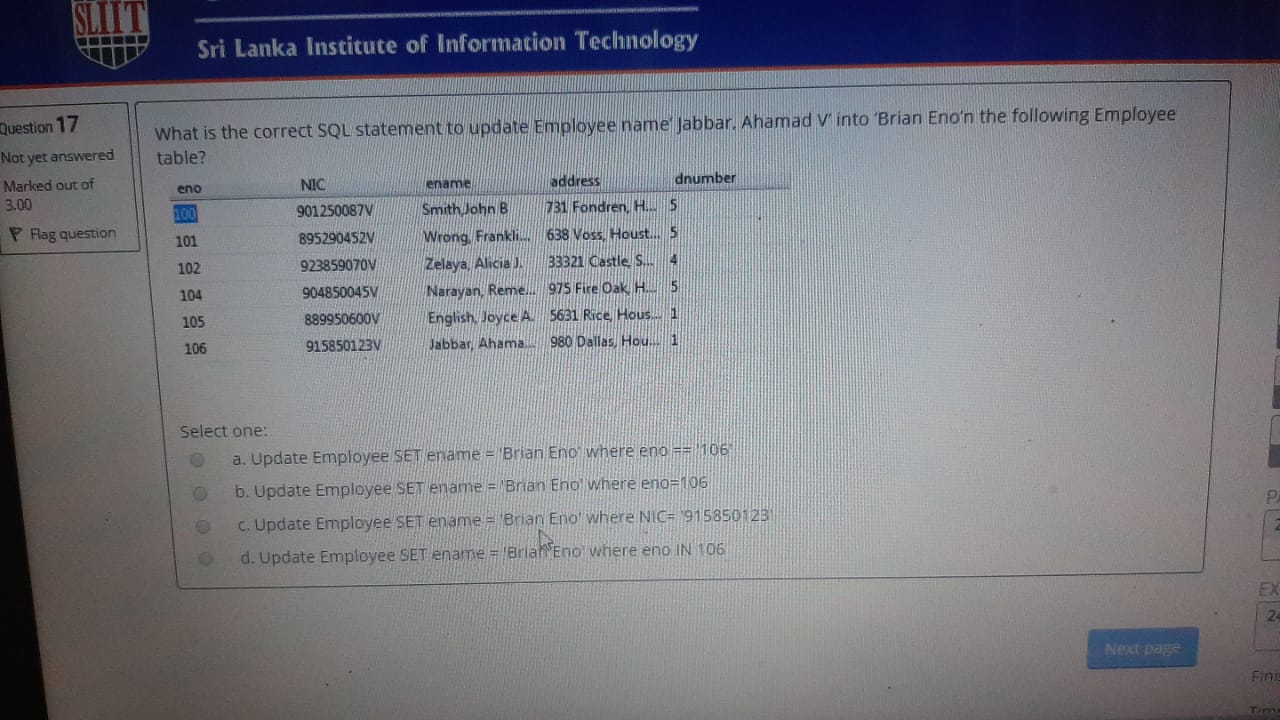 SLIIT
Sri Lanka Institute of Information Technology
Question 17
Not yet answered
Marked out of
3.00
Flag question
What is the correct SQL statement to update Employee name' Jabbar, Ahamad V' into 'Brian Eno'n the following Employee
table?
eno NIC ename address dnumber
100 901250087V Smith,John B 731 Fondren, H... 5
101 895290452V Wrong, Frankli... 638 Voss, Houst... 5
102 923859070V Zelaya, Alicia J. 33321 Castle, S... 4
104 904850045V Narayan, Reme... 975 Fire Oak, H... 5
105 889950600V English, Joyce A. 5631 Rice, Hous... 1
106 915850123V Jabbar, Ahama... 980 Dallas, Hou... 1
Select one:
a. Update Employee SET ename = 'Brian Eno' where eno == '106'
b. Update Employee SET ename = 'Brian Eno' where eno=106
c. Update Employee SET ename = 'Brian Eno' where NIC= '915850123'
d. Update Employee SET ename = 'Brian Eno' where eno IN 106
Next page